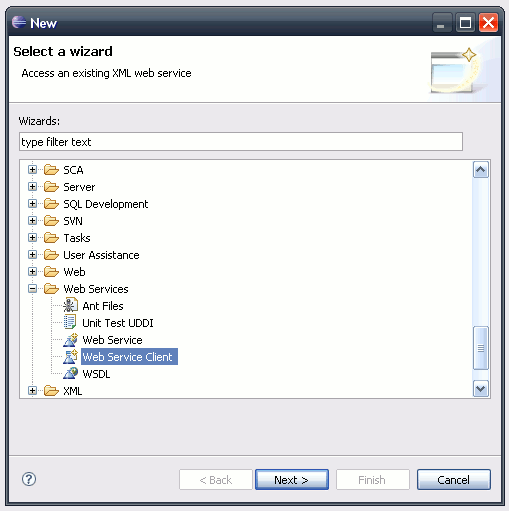 New
Select a wizard
Access an existing XML web service
Wizards:
type filter text
SCA
Server
SQL Development
SVN
Tasks
User Assistance
Web
Web Services
Ant Files
Unit Test UDDI
Web Service
Web Service Client
WSDL
XML
? < Back Next > Finish Cancel